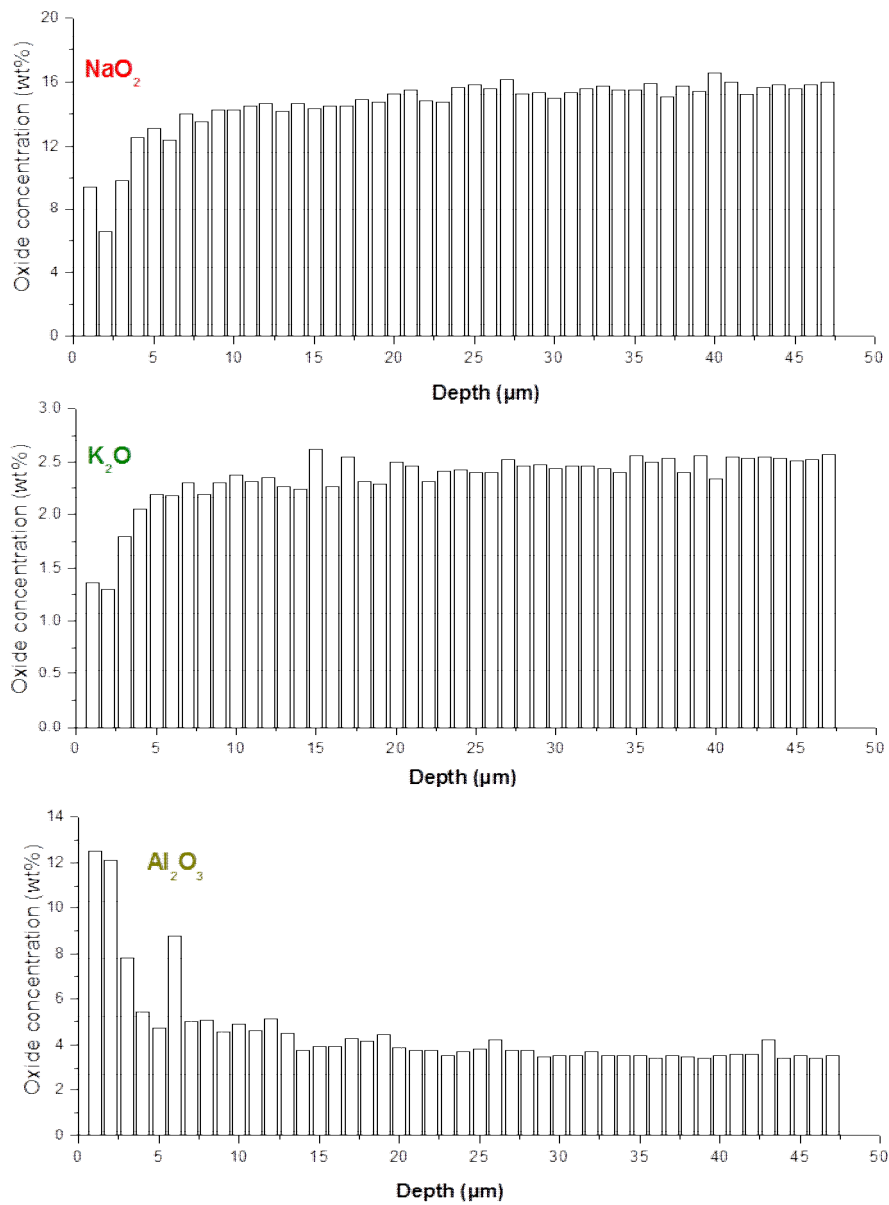 NaO₂
Oxide concentration (wt%)
20
16
12
8
4
0
0 5 10 15 20 25 30 35 40 45 50
Depth (µm)
K₂O
Oxide concentration (wt%)
3.0
2.5
2.0
1.5
1.0
0.5
0.0
0 5 10 15 20 25 30 35 40 45 50
Depth (µm)
Al₂O₃
Oxide concentration (wt%)
14
12
10
8
6
4
2
0
0 5 10 15 20 25 30 35 40 45 50
Depth (µm)